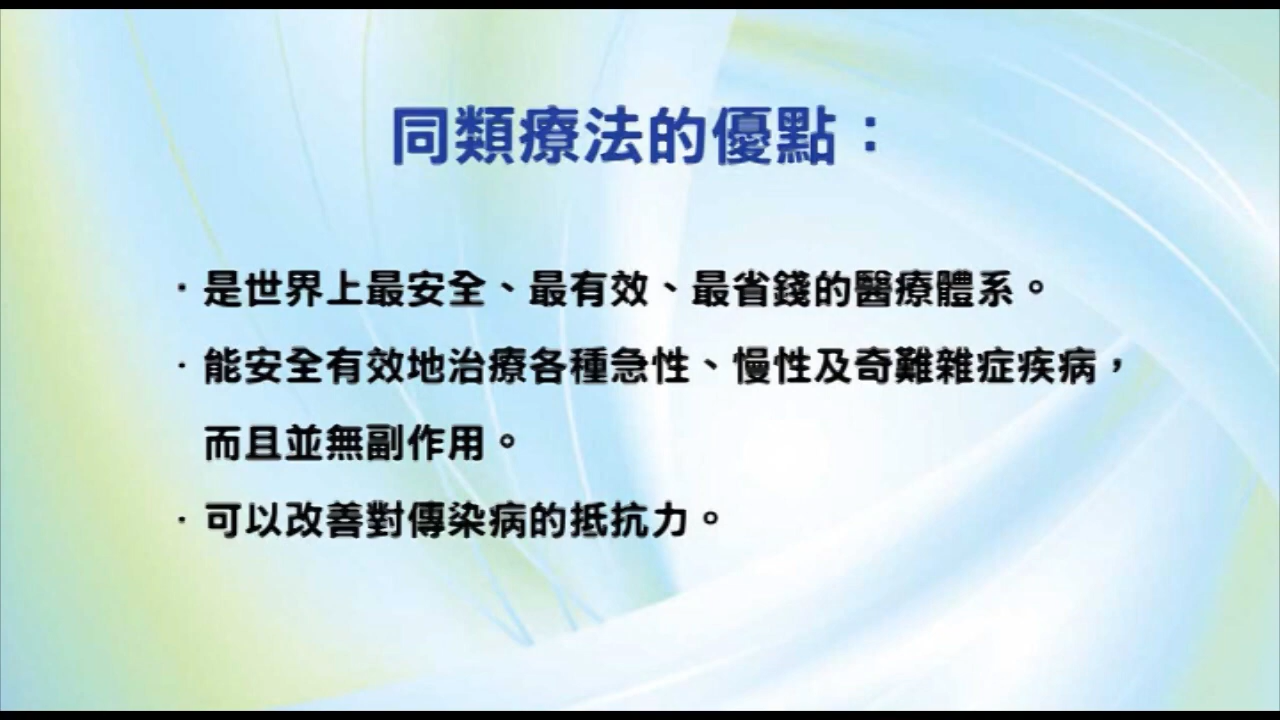 同類療法的優點：
· 是世界上最安全、最有效、最省錢的醫療體系。
· 能安全有效地治療各種急性、慢性及奇難雜症疾病，
而且並無副作用。
· 可以改善對傳染病的抵抗力。